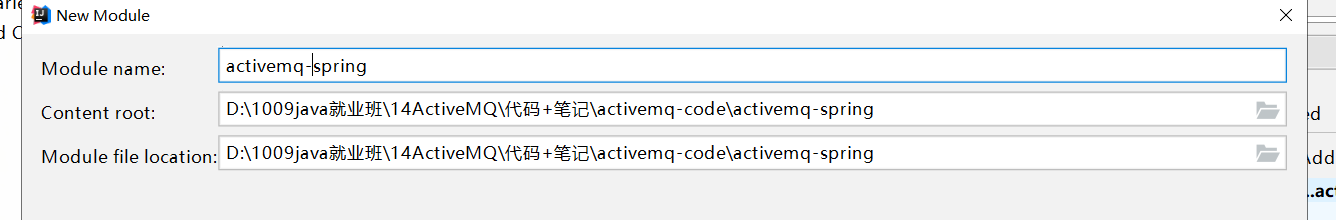 New Module
Module name:
activemq-spring
Content root:
D:\1009java就业班\14ActiveMQ\代码+笔记\activemq-code\activemq-spring
Module file location:
D:\1009java就业班\14ActiveMQ\代码+笔记\activemq-code\activemq-spring